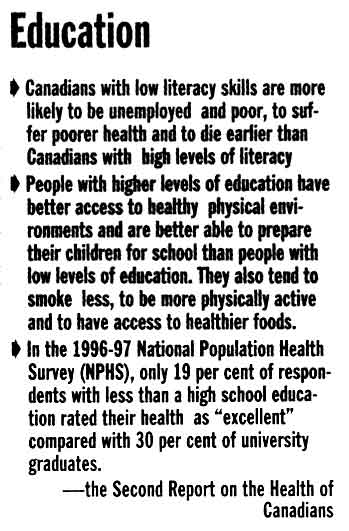 Education
Canadians with low literacy skills are more
likely to be unemployed and poor, to suf-
fer poorer health and to die earlier than
Canadians with high levels of literacy
People with higher levels of education have
better access to healthy physical envi-
ronments and are better able to prepare
their children for school than people with
low levels of education. They also tend to
smoke less, to be more physically active
and to have access to healthier foods.
In the 1996-97 National Population Health
Survey (NPHS), only 19 per cent of respon-
dents with less than a high school educa-
tion rated their health as “excellent”
compared with 30 per cent of university
graduates.
—the Second Report on the Health of
Canadians